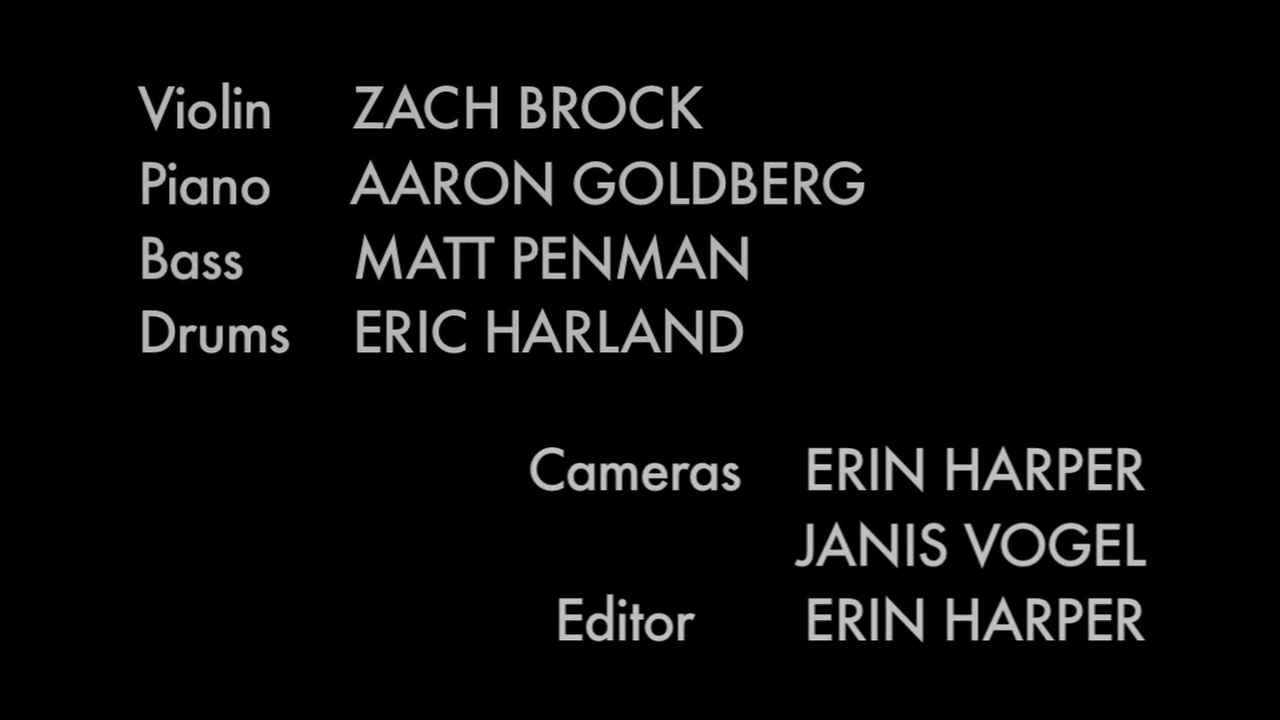 Violin ZACH BROCK
Piano AARON GOLDBERG
Bass MATT PENMAN
Drums ERIC HARLAND
Cameras ERIN HARPER
JANIS VOGEL
Editor ERIN HARPER